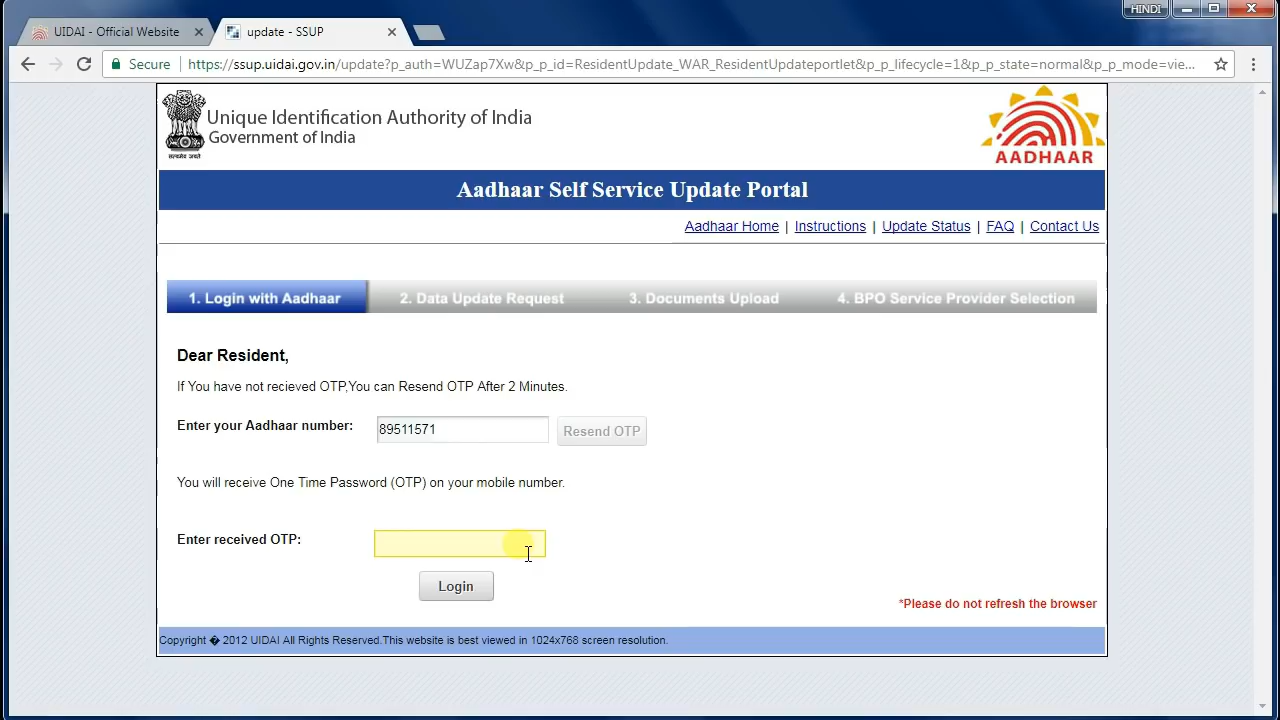 HINDI
UIDAI - Official Website
update - SSUP
Secure
https://ssup.uidai.gov.in/update?p_auth=WUZap7Xw&p_p_id=ResidentUpdate_WAR_ResidentUpdateportlet&p_p_lifecycle=1&p_p_state=normal&p_p_mode=vie...
Unique Identification Authority of India
Government of India
सत्यमेव जयते
AADHAAR
Aadhaar Self Service Update Portal
Aadhaar Home | Instructions | Update Status | FAQ | Contact Us
1. Login with Aadhaar 2. Data Update Request 3. Documents Upload 4. BPO Service Provider Selection
Dear Resident,
If You have not recieved OTP,You can Resend OTP After 2 Minutes.
Enter your Aadhaar number: 89511571 Resend OTP
You will receive One Time Password (OTP) on your mobile number.
Enter received OTP:
Login
*Please do not refresh the browser
Copyright � 2012 UIDAI All Rights Reserved.This website is best viewed in 1024x768 screen resolution.